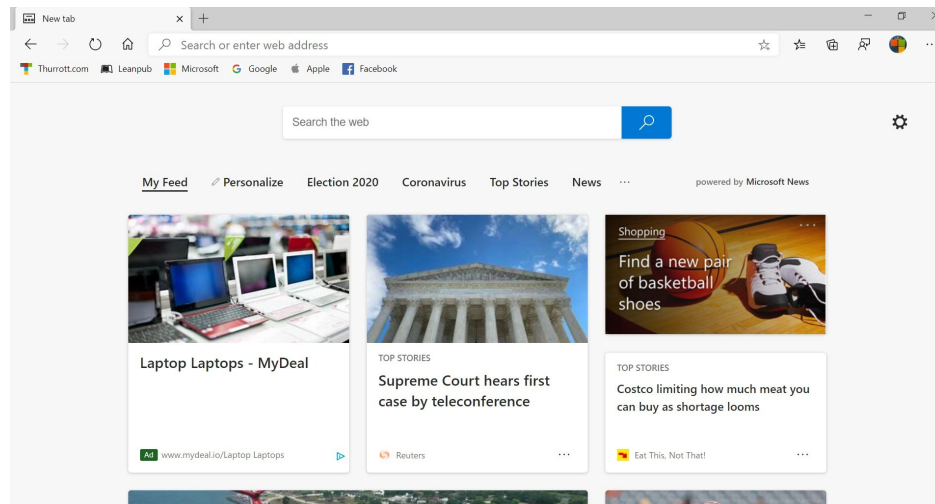 New tab
Search or enter web address
Thurrott.com Leanpub Microsoft Google Apple Facebook
Search the web
My Feed Personalize Election 2020 Coronavirus Top Stories News ... powered by Microsoft News
Laptop Laptops - MyDeal
Ad www.mydeal.io/Laptop Laptops
TOP STORIES
Supreme Court hears first
case by teleconference
Reuters
Shopping
Find a new pair
of basketball
shoes
TOP STORIES
Costco limiting how much meat you
can buy as shortage looms
Eat This, Not That!